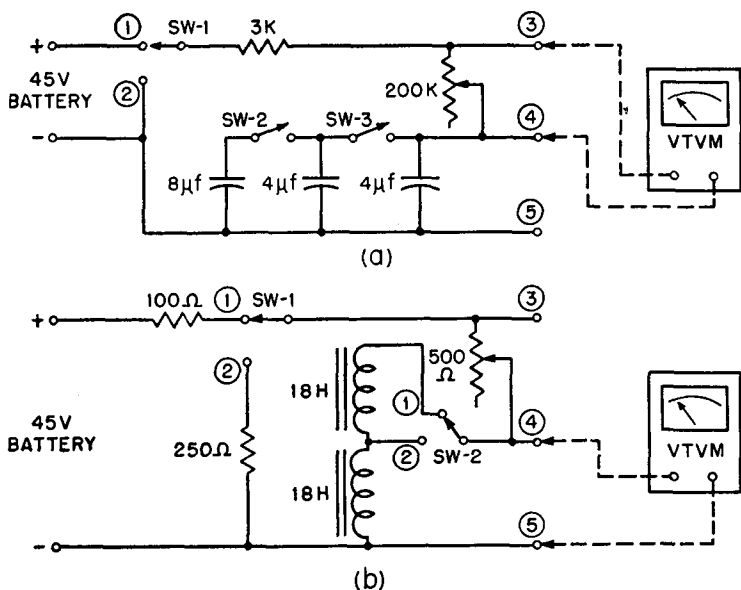 ① SW-1 3K ③
+
45V
BATTERY
②
200K
SW-2 SW-3 ④
-
8µf 4µf 4µf
VTVM
⑤
(a)
100Ω ① SW-1 ③
+
②
18H
500
Ω
①
④
45V
BATTERY
250Ω
② SW-2
VTVM
18H
⑤
-
(b)